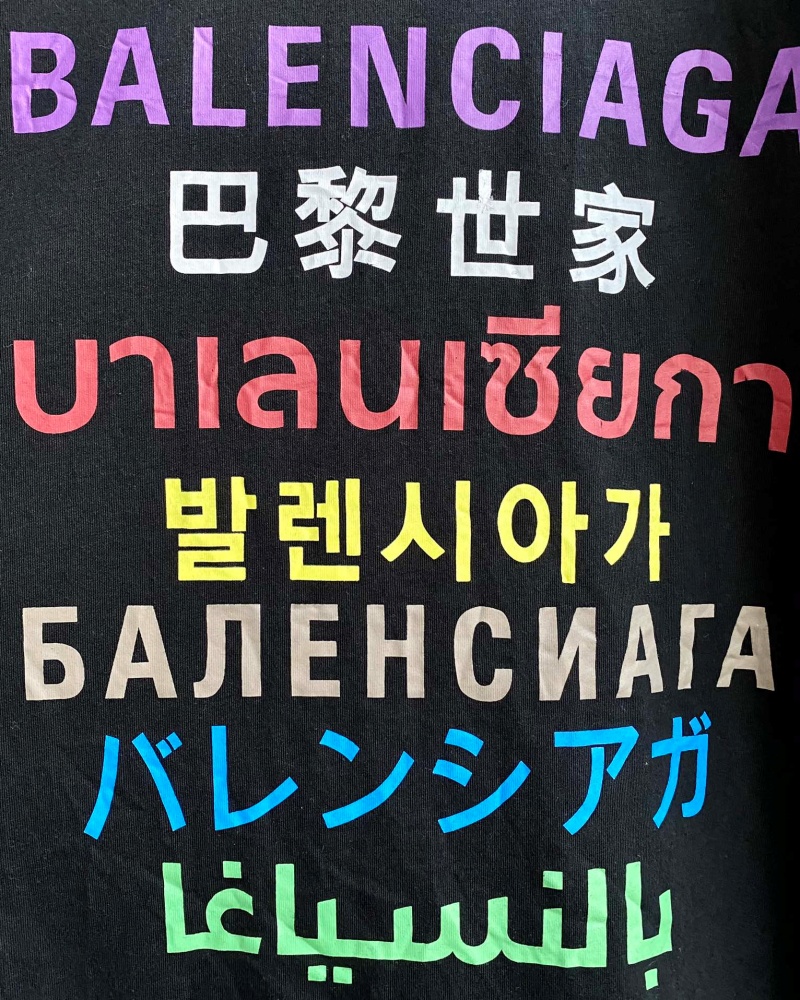 BALENCIAGA
巴黎世家
บาเลนเซียกา
발렌시아가
БАЛЕНСИАГА
バレンシアガ
بالنسياغا